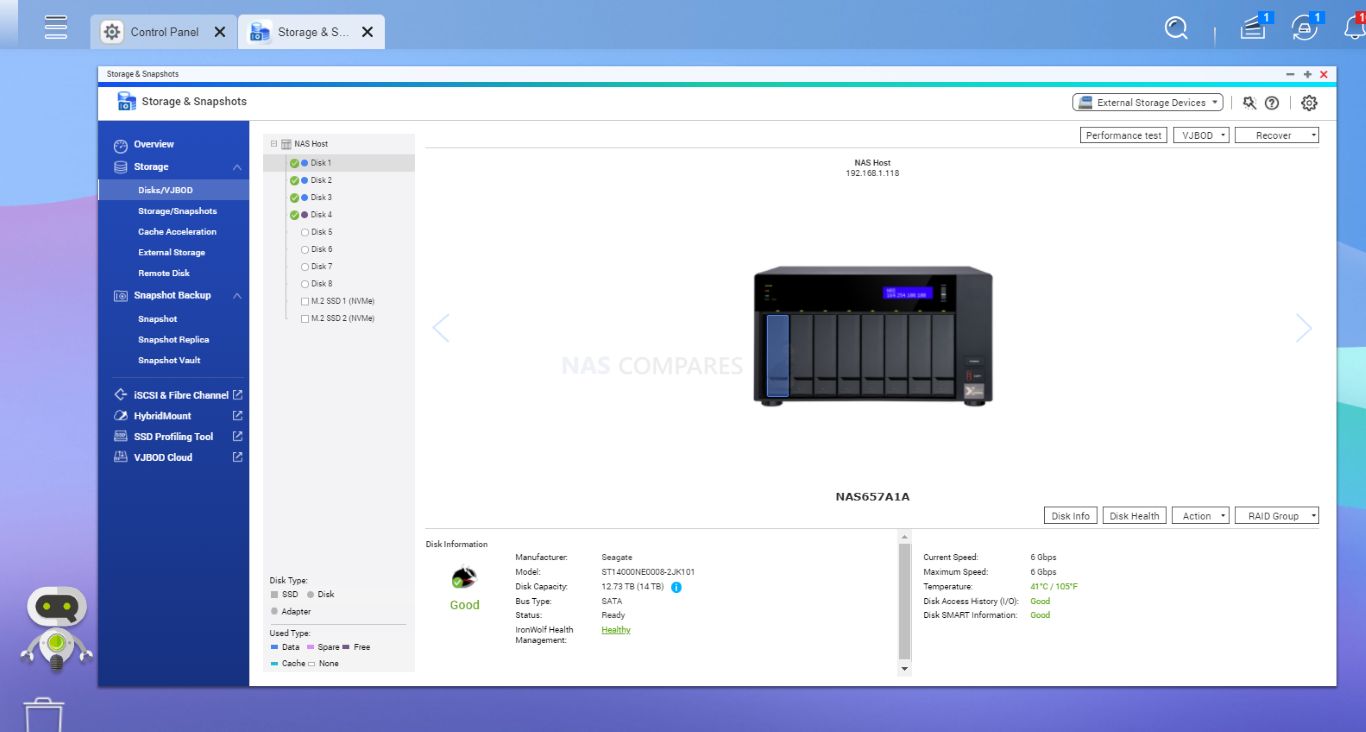 Control Panel
Storage & S...
1
1
Storage & Snapshots
Storage & Snapshots
External Storage Devices
Overview
Storage
Disks/VJBOD
Storage/Snapshots
Cache Acceleration
External Storage
Remote Disk
Snapshot Backup
Snapshot
Snapshot Replica
Snapshot Vault
iSCSI & Fibre Channel
HybridMount
SSD Profiling Tool
VJBOD Cloud
NAS Host
Disk 1
Disk 2
Disk 3
Disk 4
Disk 5
Disk 6
Disk 7
Disk 8
M.2 SSD 1 (NVMe)
M.2 SSD 2 (NVMe)
Disk Type:
SSD Disk
Adapter
Used Type:
Data Spare Free
Cache None
Performance test VJBOD Recover
NAS Host
192.168.1.118
NAS COMPARES
NAS
169.254.100.100
NAS657A1A
Disk Info Disk Health Action RAID Group
Disk Information
Good
Manufacturer: Seagate
Model: ST14000NE0008-2JK101
Disk Capacity: 12.73 TB (14 TB)
Bus Type: SATA
Status: Ready
IronWolf Health Management: Healthy
Current Speed: 6 Gbps
Maximum Speed: 6 Gbps
Temperature: 41°C / 105°F
Disk Access History (I/O): Good
Disk SMART Information: Good